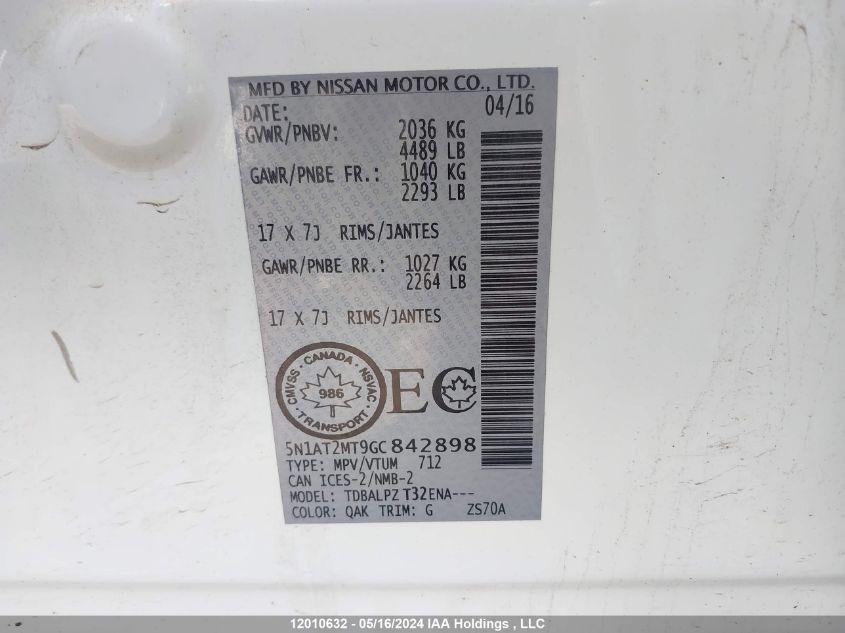 MFD BY NISSAN MOTOR CO., LTD.
DATE: 04/16
GVWR/PNBV: 2036 KG
4489 LB
GAWR/PNBE FR.: 1040 KG
2293 LB
17 X 7J RIMS/JANTES
GAWR/PNBE RR.: 1027 KG
2264 LB
17 X 7J RIMS/JANTES
CANADA
CMVSS 986 NSVAC
TRANSPORT
EC
5N1AT2MT9GC842898
TYPE: MPV/VTUM 712
CAN ICES-2/NMB-2
MODEL: TDBALPZ T32ENA---
COLOR: QAK TRIM: G ZS70A
12010632 - 05/16/2024 IAA Holdings , LLC